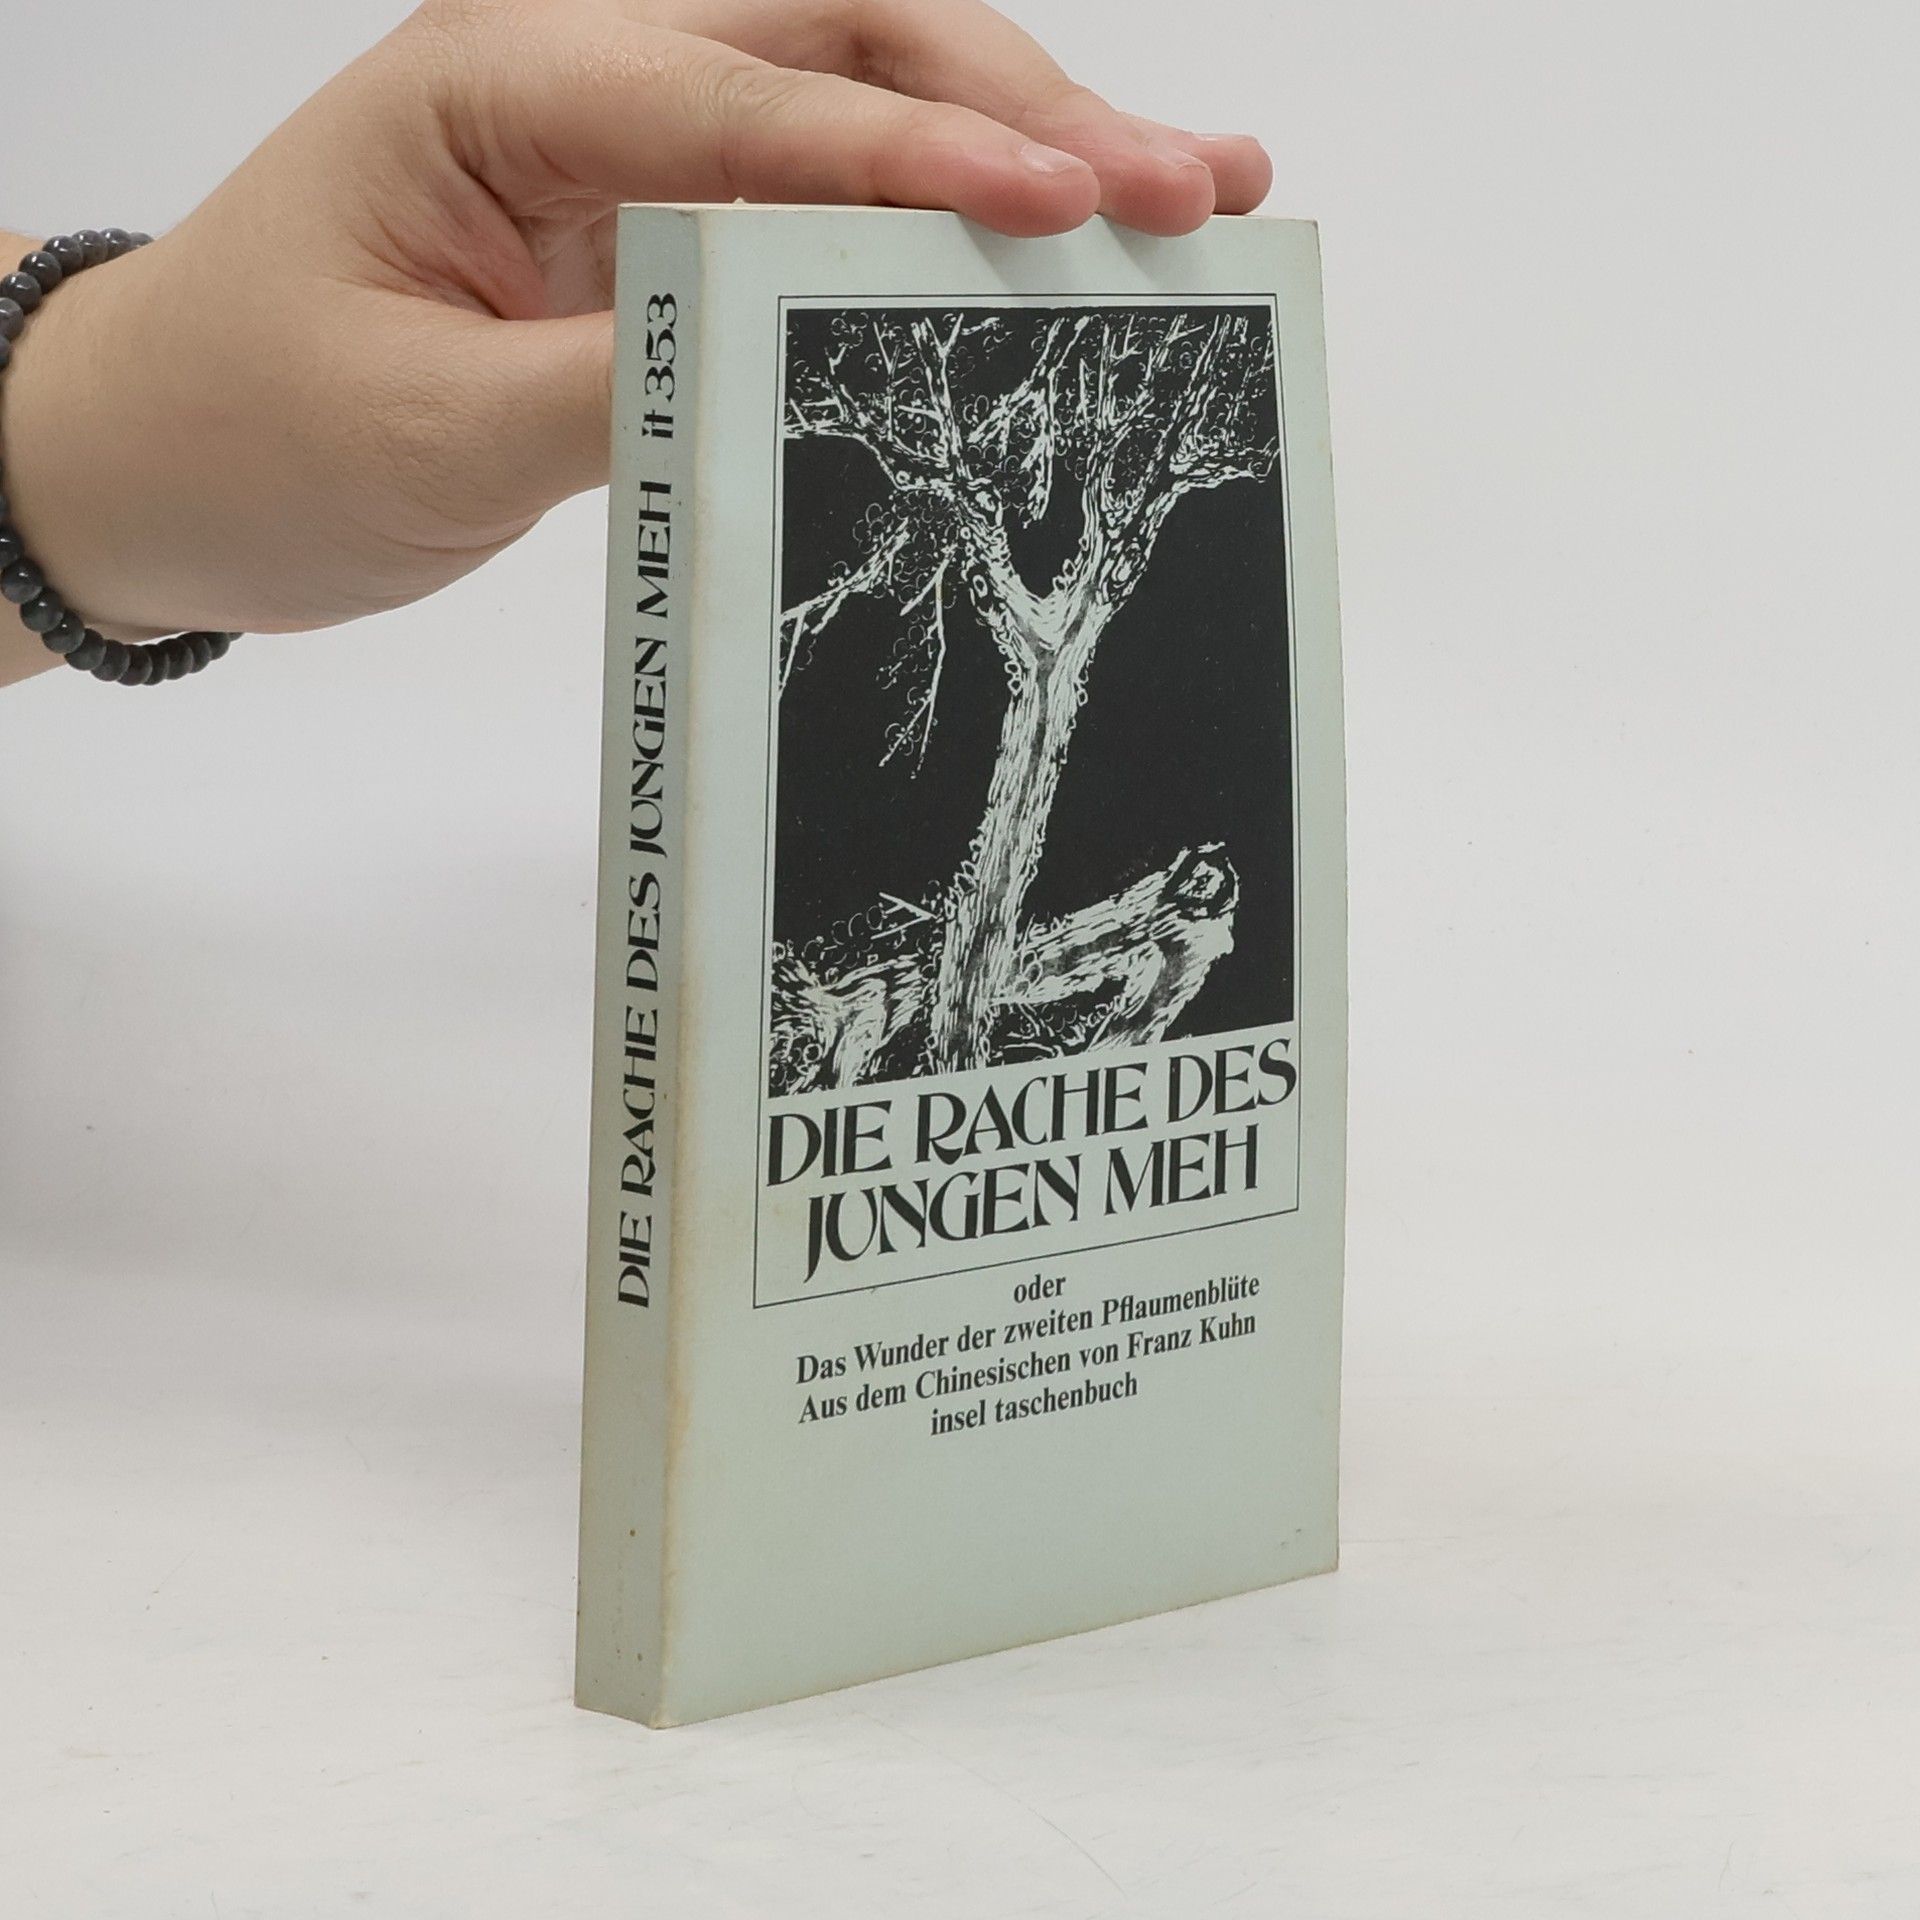 DIE RACHE DES JUNGEN MEH it 353
DIE RACHE DES
JUNGEN MEH
oder
Das Wunder der zweiten Pflaumenblüte
Aus dem Chinesischen von Franz Kuhn
insel taschenbuch